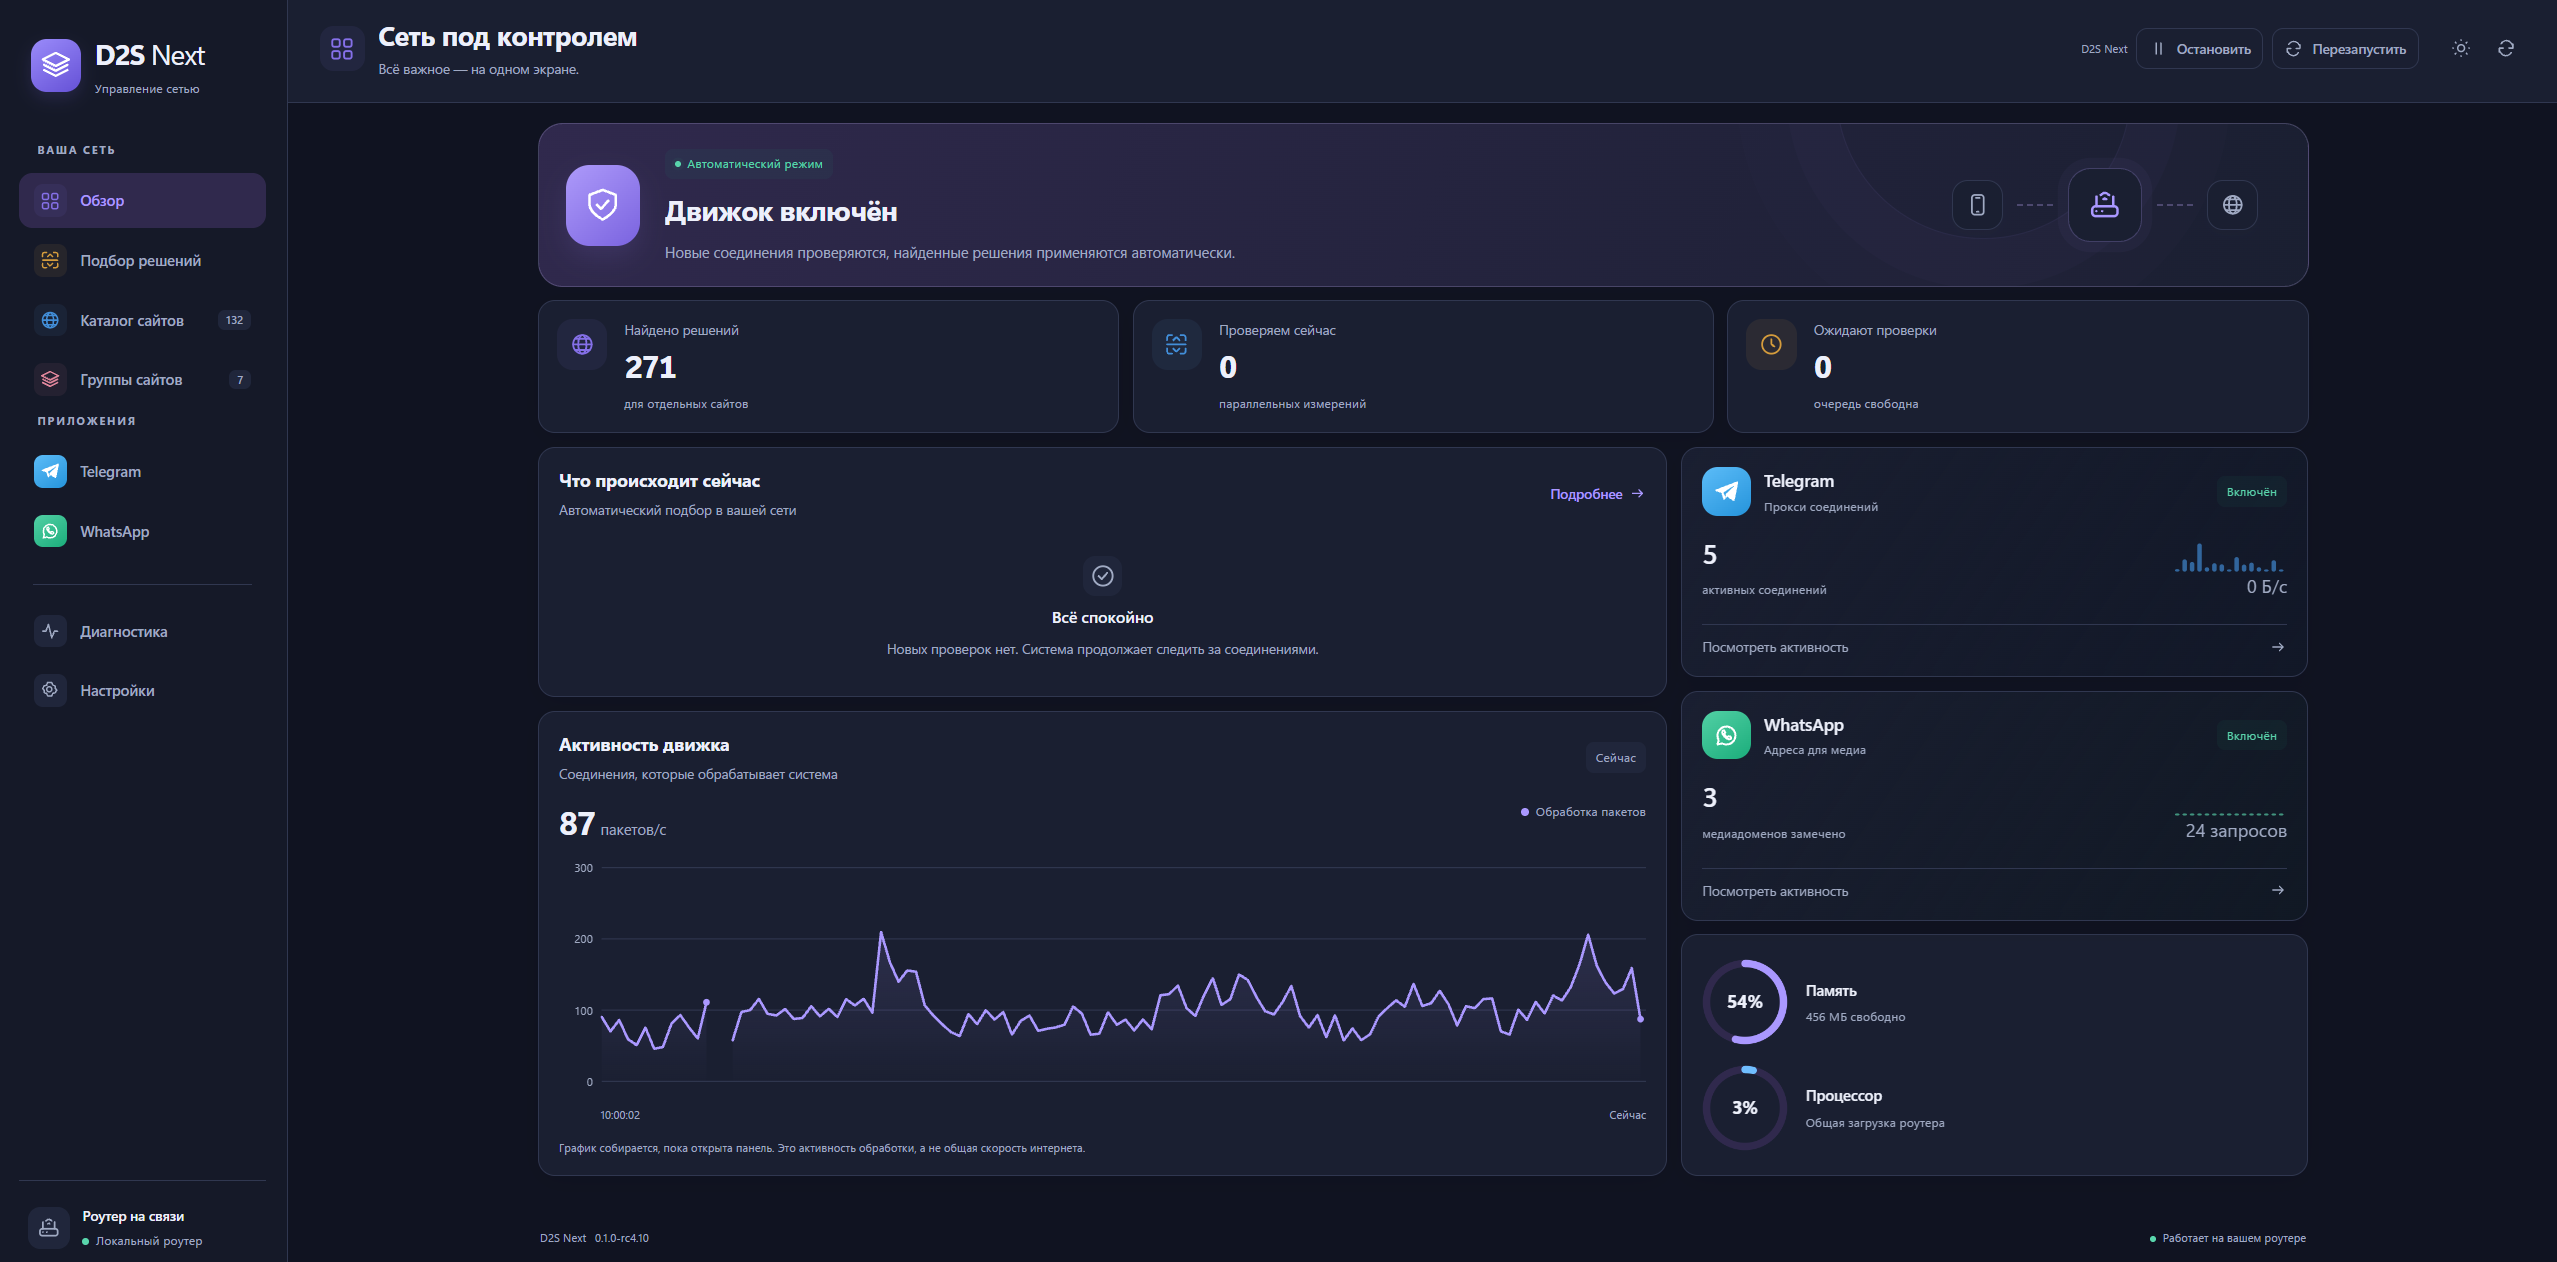 D2S Next
Управление сетью
ВАША СЕТЬ
Обзор
Подбор решений
Каталог сайтов 132
Группы сайтов 7
ПРИЛОЖЕНИЯ
Telegram
WhatsApp
Диагностика
Настройки
Роутер на связи
Локальный роутер
Сеть под контролем
Всё важное — на одном экране.
D2S Next
Остановить
Перезапустить
Автоматический режим
Движок включён
Новые соединения проверяются, найденные решения применяются автоматически.
Найдено решений
271
для отдельных сайтов
Проверяем сейчас
0
параллельных измерений
Ожидают проверки
0
очередь свободна
Что происходит сейчас
Автоматический подбор в вашей сети
Подробнее
Всё спокойно
Новых проверок нет. Система продолжает следить за соединениями.
Активность движка
Соединения, которые обрабатывает система
Сейчас
87 пакетов/с
Обработка пакетов
300
200
100
0
10:00:02
Сейчас
График собирается, пока открыта панель. Это активность обработки, а не общая скорость интернета.
Telegram
Прокси соединений
Включён
5
активных соединений
0 Б/с
Посмотреть активность
WhatsApp
Адреса для медиа
Включён
3
медиадоменов замечено
24 запросов
Посмотреть активность
54%
Память
456 МБ свободно
3%
Процессор
Общая загрузка роутера
D2S Next 0.1.0-rc4.10
Работает на вашем роутере